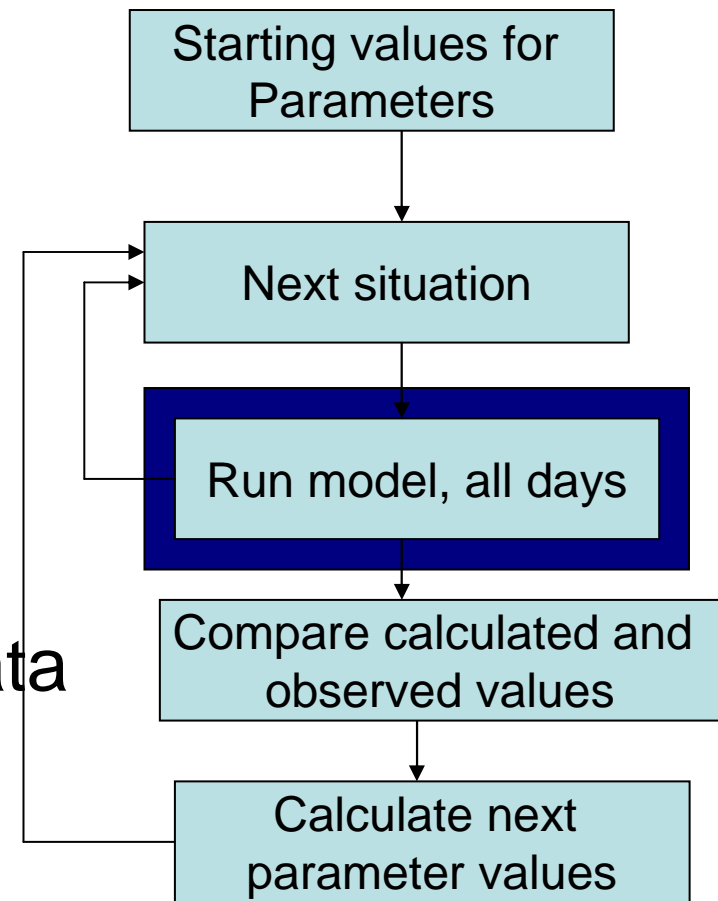 Starting values for
Parameters
Next situation
Run model, all days
Compare calculated and
observed values
Calculate next
parameter values